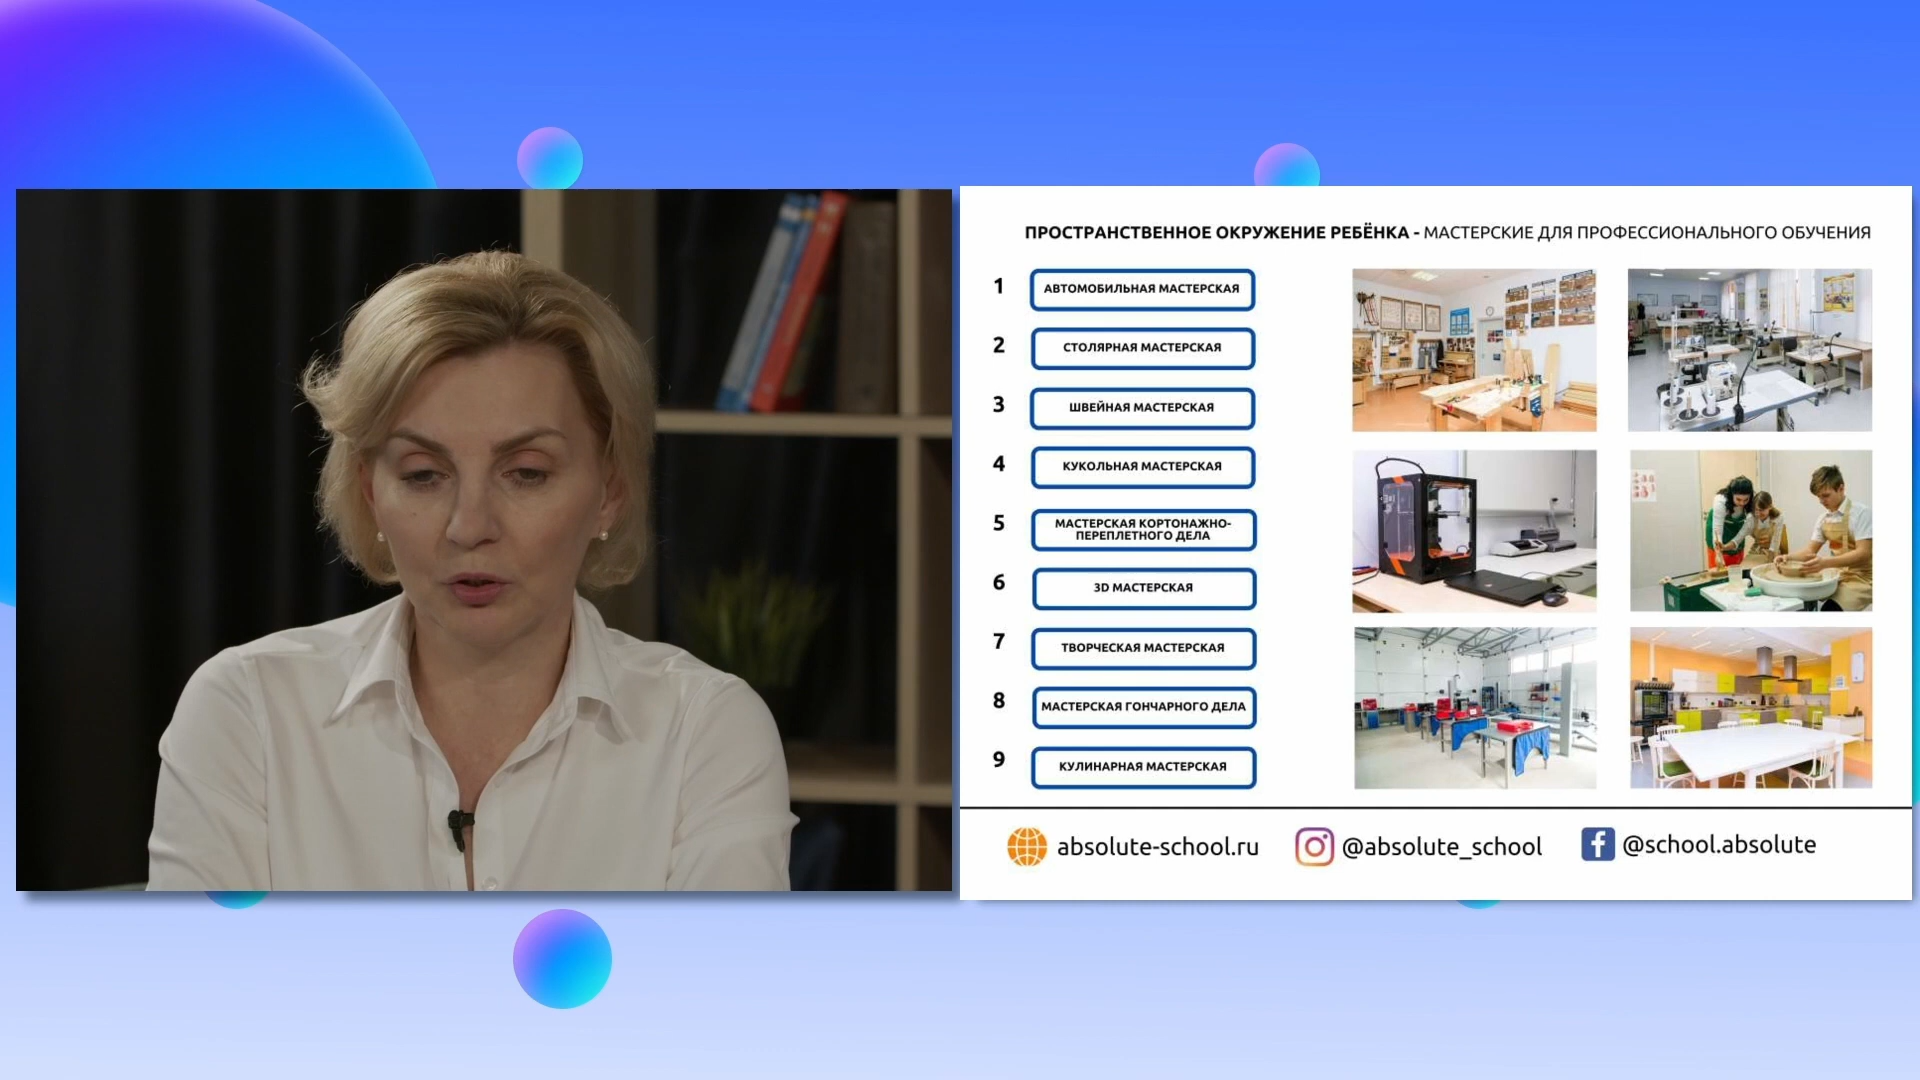 ПРОСТРАНСТВЕННОЕ ОКРУЖЕНИЕ РЕБЁНКА - МАСТЕРСКИЕ ДЛЯ ПРОФЕССИОНАЛЬНОГО ОБУЧЕНИЯ
1 АВТОМОБИЛЬНАЯ МАСТЕРСКАЯ
2 СТОЛЯРНАЯ МАСТЕРСКАЯ
3 ШВЕЙНАЯ МАСТЕРСКАЯ
4 КУКОЛЬНАЯ МАСТЕРСКАЯ
5 МАСТЕРСКАЯ КОРТОНАЖНО-
ПЕРЕПЛЕТНОГО ДЕЛА
6 3D МАСТЕРСКАЯ
7 ТВОРЧЕСКАЯ МАСТЕРСКАЯ
8 МАСТЕРСКАЯ ГОНЧАРНОГО ДЕЛА
9 КУЛИНАРНАЯ МАСТЕРСКАЯ
absolute-school.ru @absolute_school @school.absolute